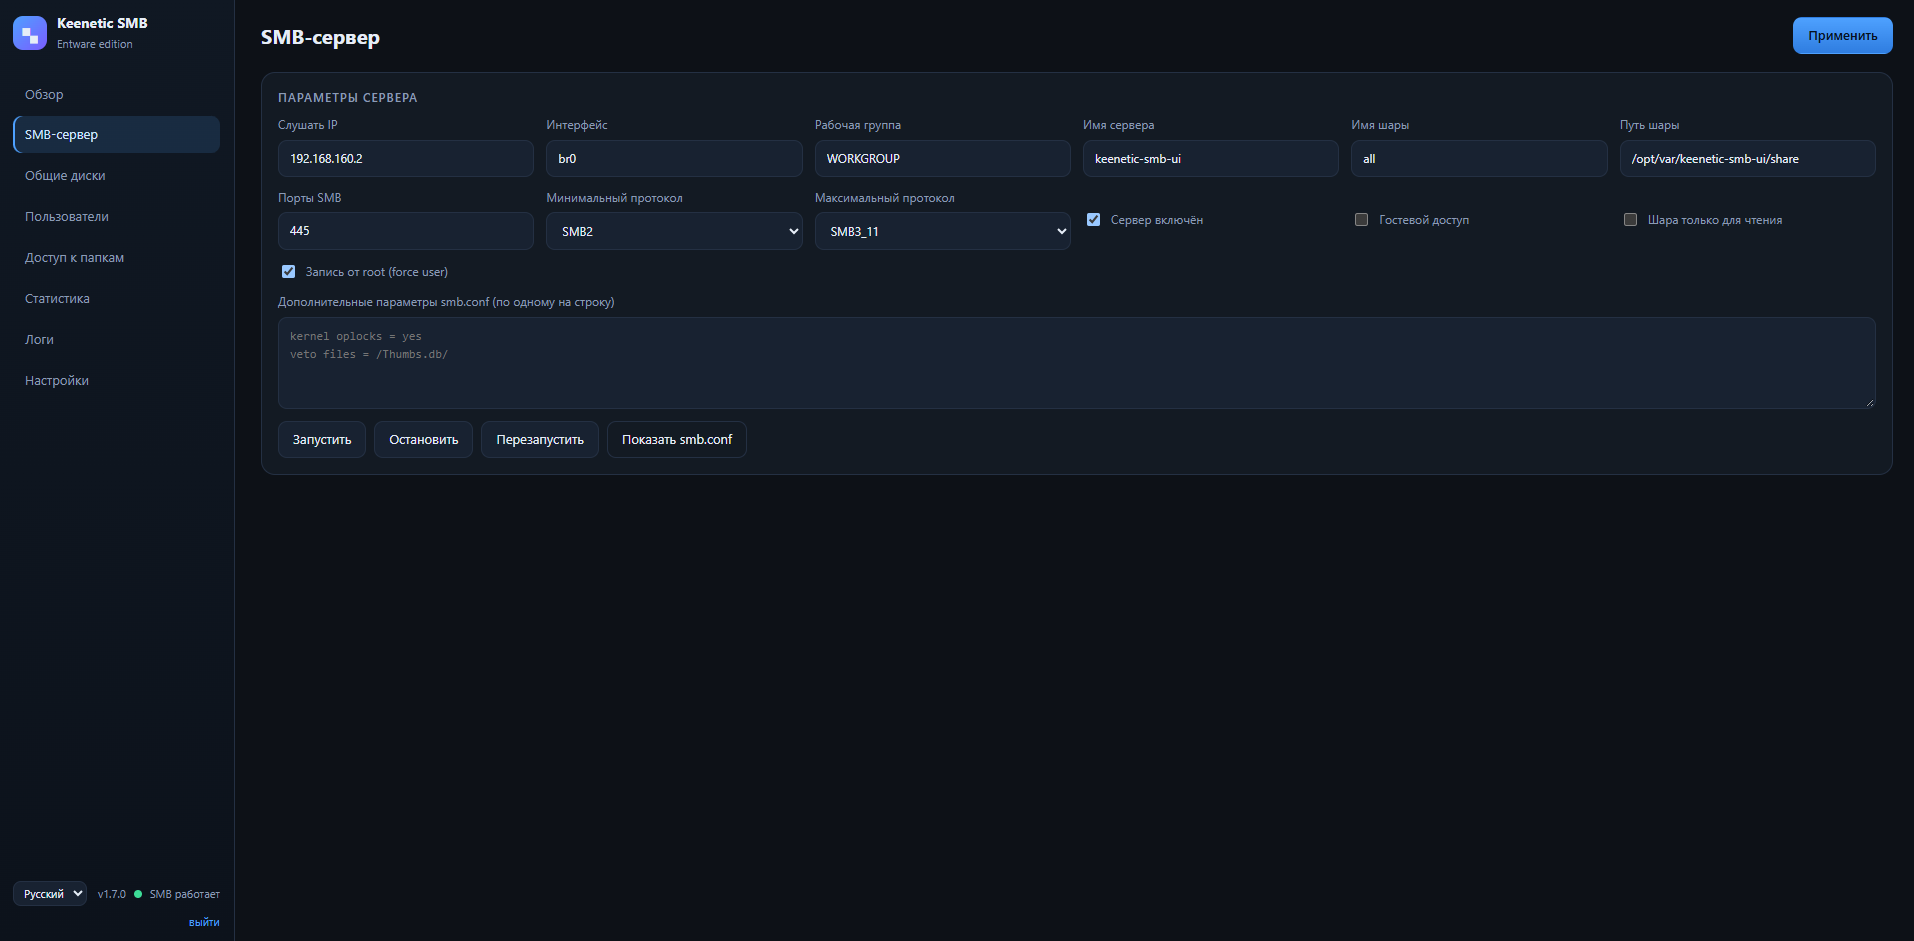 Keenetic SMB
Entware edition
Обзор
SMB-сервер
Общие диски
Пользователи
Доступ к папкам
Статистика
Логи
Настройки
Русский v1.7.0 SMB работает
выйти
SMB-сервер
Применить
ПАРАМЕТРЫ СЕРВЕРА
Слушать IP Интерфейс Рабочая группа Имя сервера Имя шары Путь шары
192.168.160.2 br0 WORKGROUP keenetic-smb-ui all /opt/var/keenetic-smb-ui/share
Порты SMB Минимальный протокол Максимальный протокол
445 SMB2 SMB3_11 Сервер включён Гостевой доступ Шара только для чтения
Запись от root (force user)
Дополнительные параметры smb.conf (по одному на строку)
kernel oplocks = yes
veto files = /Thumbs.db/
Запустить Остановить Перезапустить Показать smb.conf